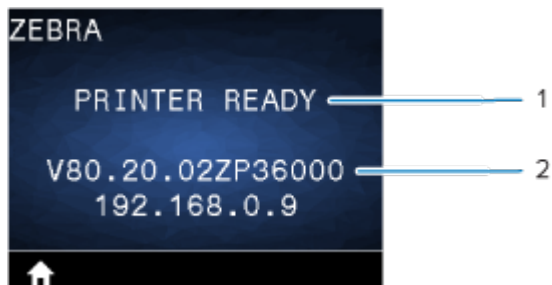 ZEBRA
PRINTER READY
1
V80.20.02ZP36000
2
192.168.0.9